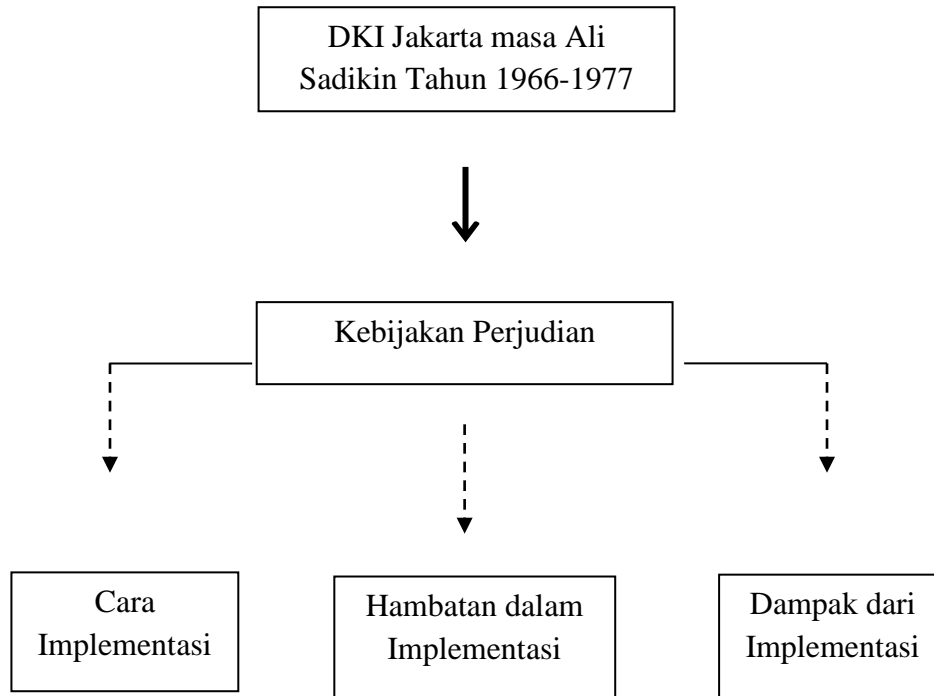 DKI Jakarta masa Ali
Sadikin Tahun 1966-1977
Kebijakan Perjudian
Cara
Implementasi
Hambatan dalam
Implementasi
Dampak dari
Implementasi